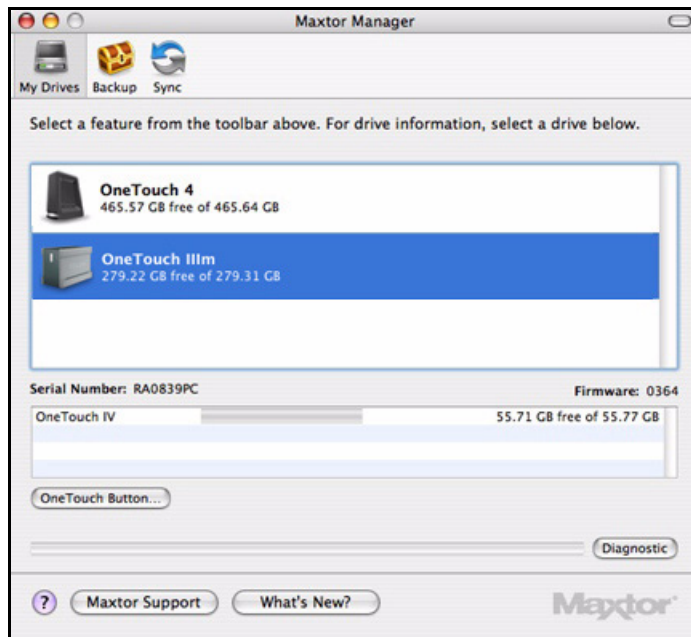 Maxtor Manager
My Drives Backup Sync
Select a feature from the toolbar above. For drive information, select a drive below.
OneTouch 4
465.57 GB free of 465.64 GB
OneTouch IIIm
279.22 GB free of 279.31 GB
Serial Number: RA0839PC Firmware: 0364
OneTouch IV 55.71 GB free of 55.77 GB
OneTouch Button...
Diagnostic
? Maxtor Support What's New? Maxtor